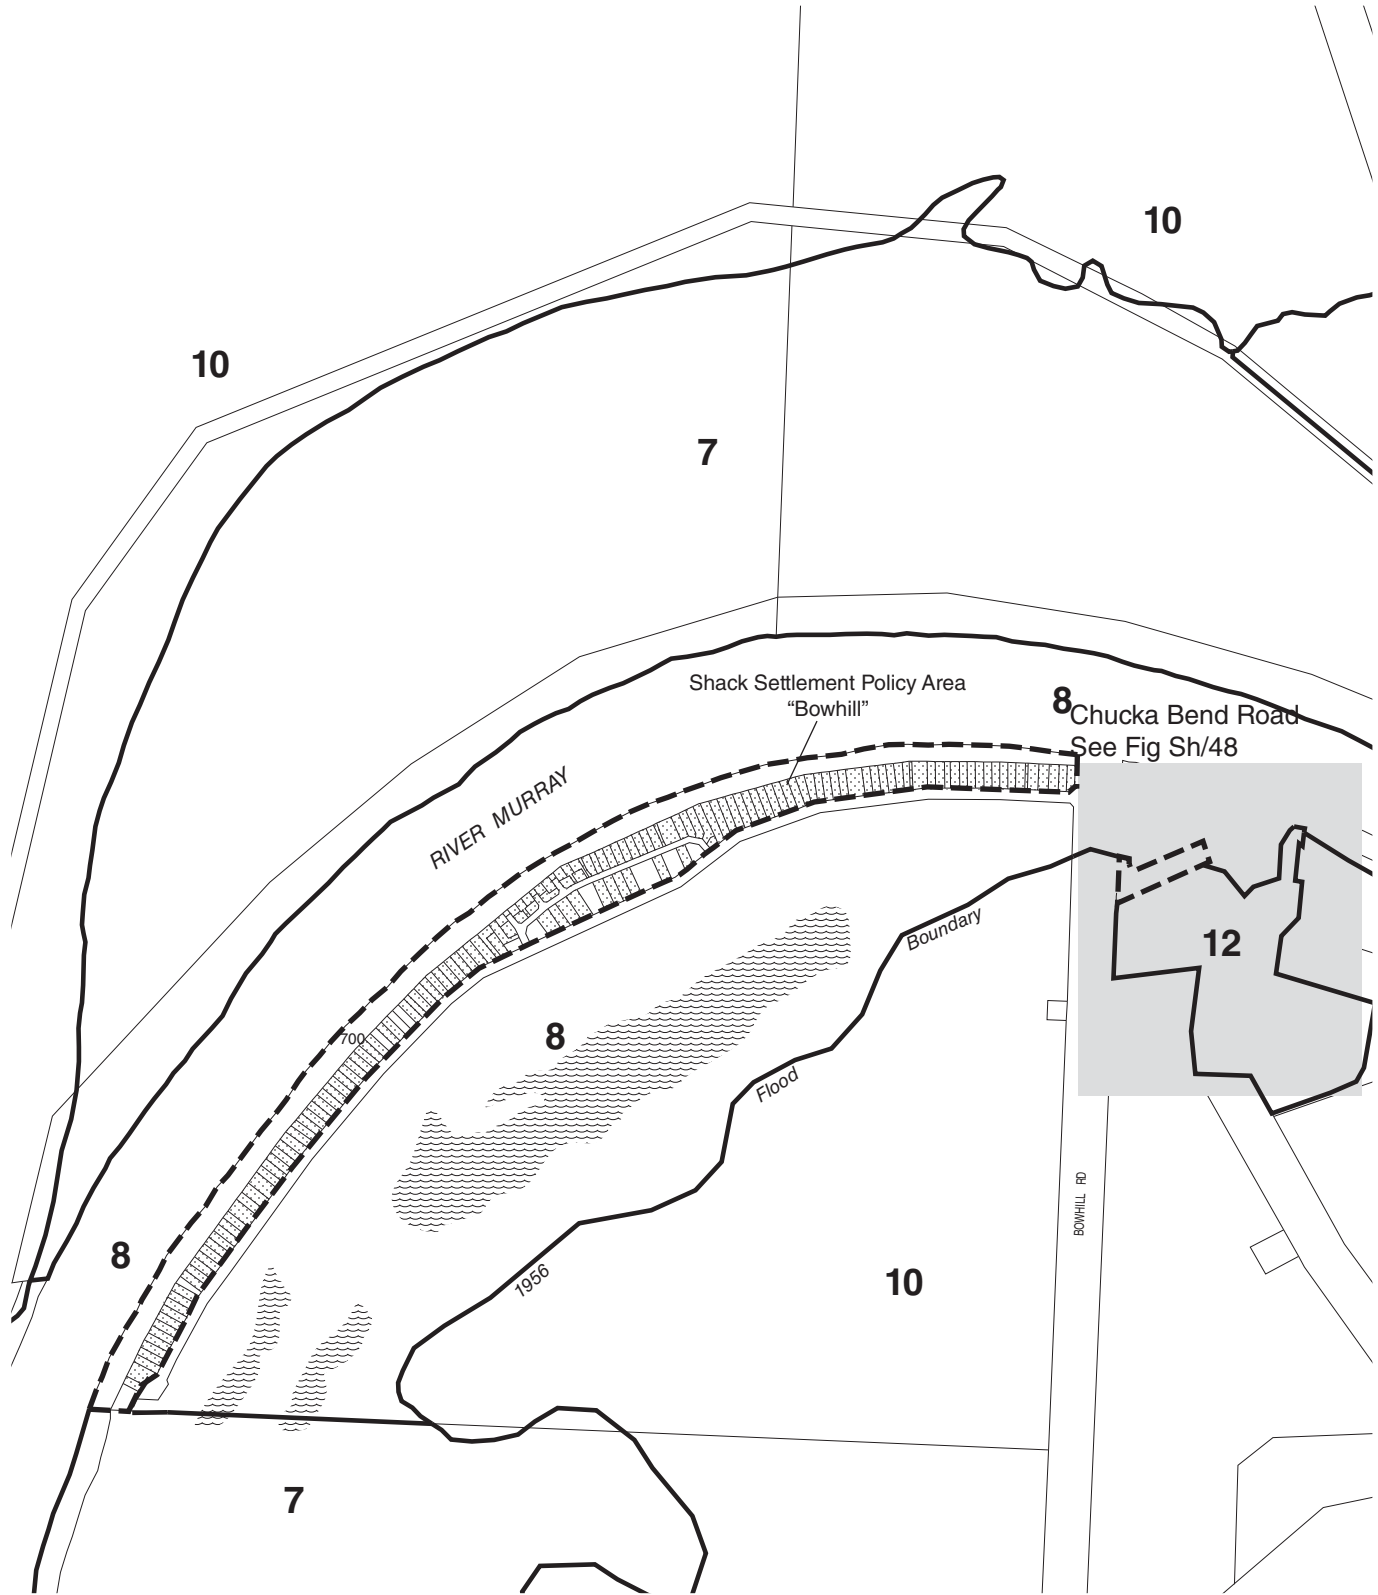 10
10
7
Shack Settlement Policy Area
“Bowhill”
8
Chucka Bend Road
See Fig Sh/48
RIVER MURRAY
Boundary
12
700
8
Flood
BOWHILL RD
8
1956
10
7